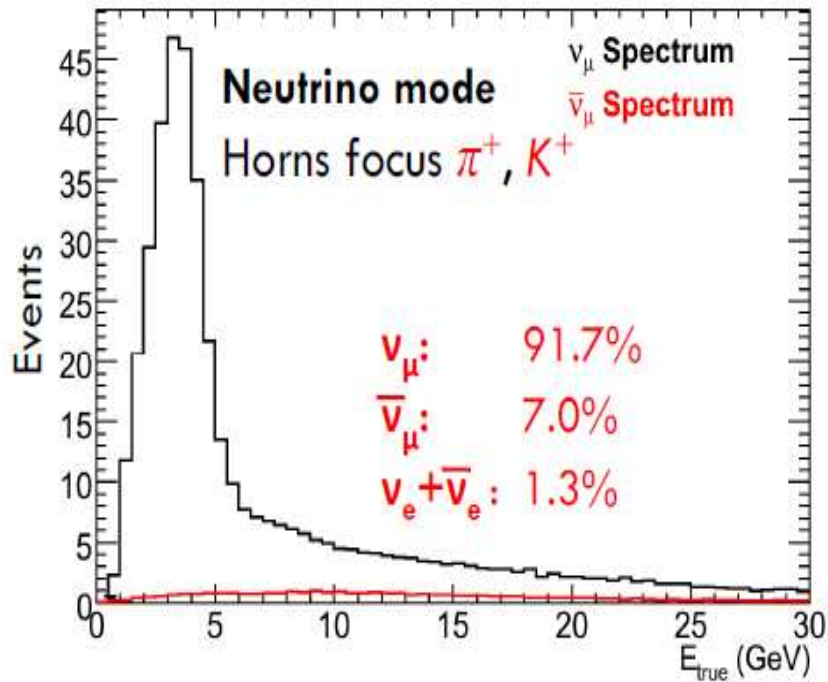 ν_μ Spectrum
Neutrino mode
ν̅_μ Spectrum
Horns focus π⁺, K⁺
ν_μ: 91.7%
ν̅_μ: 7.0%
ν_e+ν̅_e: 1.3%
Events
45
40
35
30
25
20
15
10
5
0
0 5 10 15 20 25 30
E_true (GeV)